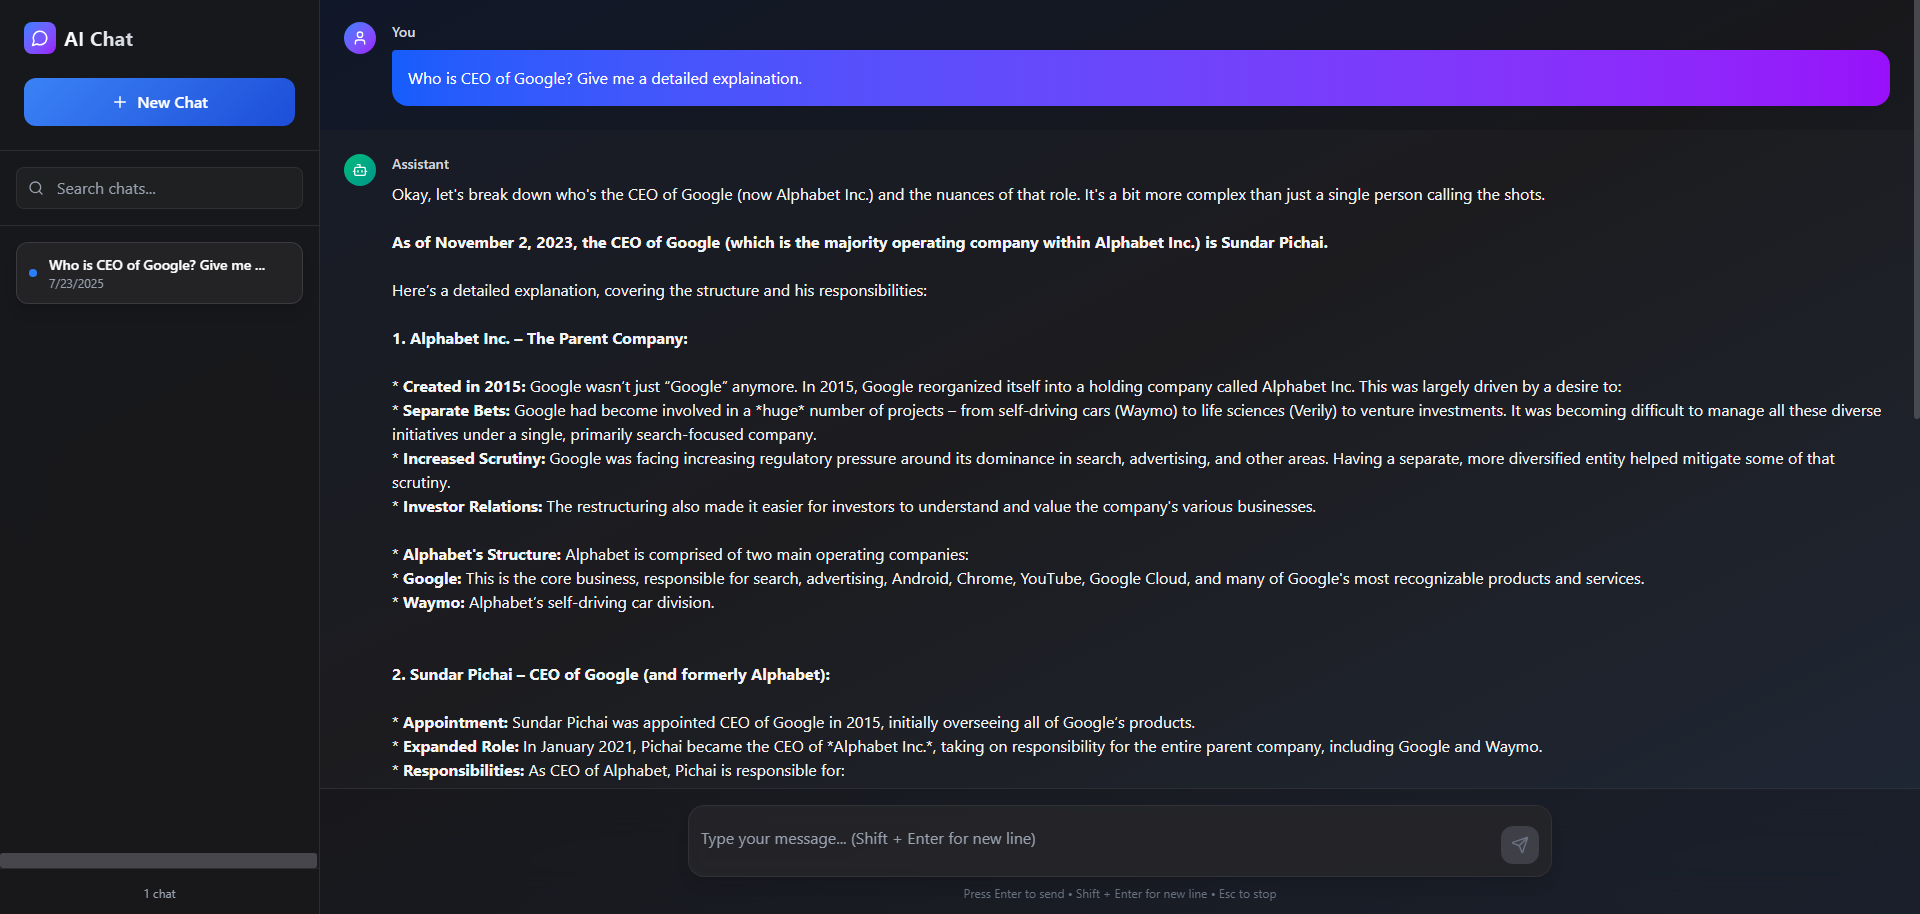 AI Chat
+ New Chat
Search chats...
Who is CEO of Google? Give me ...
7/23/2025
1 chat
You
Who is CEO of Google? Give me a detailed explaination.
Assistant
Okay, let's break down who's the CEO of Google (now Alphabet Inc.) and the nuances of that role. It's a bit more complex than just a single person calling the shots.
As of November 2, 2023, the CEO of Google (which is the majority operating company within Alphabet Inc.) is Sundar Pichai.
Here’s a detailed explanation, covering the structure and his responsibilities:
1. Alphabet Inc. – The Parent Company:
* Created in 2015: Google wasn’t just “Google” anymore. In 2015, Google reorganized itself into a holding company called Alphabet Inc. This was largely driven by a desire to:
* Separate Bets: Google had become involved in a *huge* number of projects – from self-driving cars (Waymo) to life sciences (Verily) to venture investments. It was becoming difficult to manage all these diverse
initiatives under a single, primarily search-focused company.
* Increased Scrutiny: Google was facing increasing regulatory pressure around its dominance in search, advertising, and other areas. Having a separate, more diversified entity helped mitigate some of that
scrutiny.
* Investor Relations: The restructuring also made it easier for investors to understand and value the company's various businesses.
* Alphabet's Structure: Alphabet is comprised of two main operating companies:
* Google: This is the core business, responsible for search, advertising, Android, Chrome, YouTube, Google Cloud, and many of Google's most recognizable products and services.
* Waymo: Alphabet’s self-driving car division.
2. Sundar Pichai – CEO of Google (and formerly Alphabet):
* Appointment: Sundar Pichai was appointed CEO of Google in 2015, initially overseeing all of Google’s products.
* Expanded Role: In January 2021, Pichai became the CEO of *Alphabet Inc.*, taking on responsibility for the entire parent company, including Google and Waymo.
* Responsibilities: As CEO of Alphabet, Pichai is responsible for:
Type your message... (Shift + Enter for new line)
Press Enter to send • Shift + Enter for new line • Esc to stop